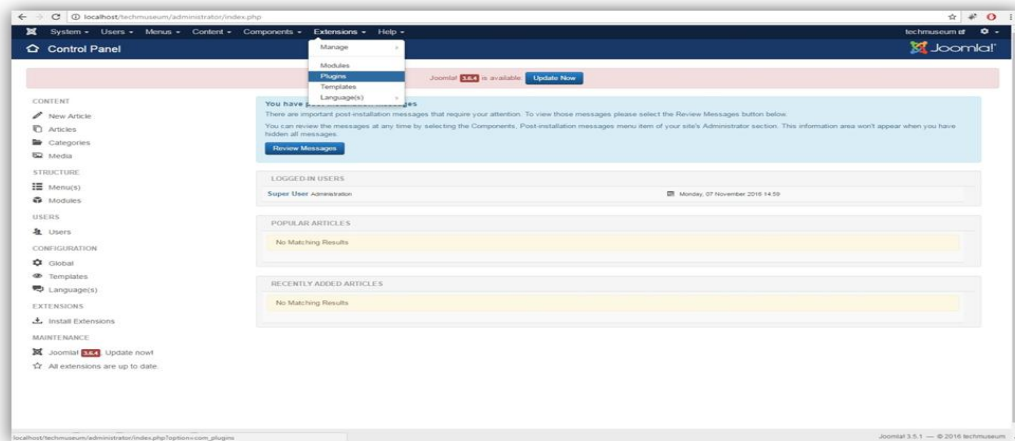 localhost/techmuseum/administrator/index.php
System Users Menus Content Components Extensions Help techmuseum
Control Panel Joomla!
Manage
Modules
Plugins
Templates
Language(s)
Joomla! 3.6.4 is available. Update Now
CONTENT
New Article
Articles
Categories
Media
STRUCTURE
Menu(s)
Modules
USERS
Users
CONFIGURATION
Global
Templates
Language(s)
EXTENSIONS
Install Extensions
MAINTENANCE
Joomla! 3.6.4, Update now!
All extensions are up to date.
You have messages
There are important post-installation messages that require your attention. To view those messages please select the Review Messages button below.
You can review the messages at any time by selecting the Components, Post-installation messages menu item of your site's Administrator section. This information area won't appear when you have
hidden all messages.
Review Messages
LOGGED-IN USERS
Super User Administration Monday, 07 November 2016 14:59
POPULAR ARTICLES
No Matching Results
RECENTLY ADDED ARTICLES
No Matching Results
localhost/techmuseum/administrator/index.php?option=com_plugins
Joomla! 3.5.1 — © 2016 techmuseum